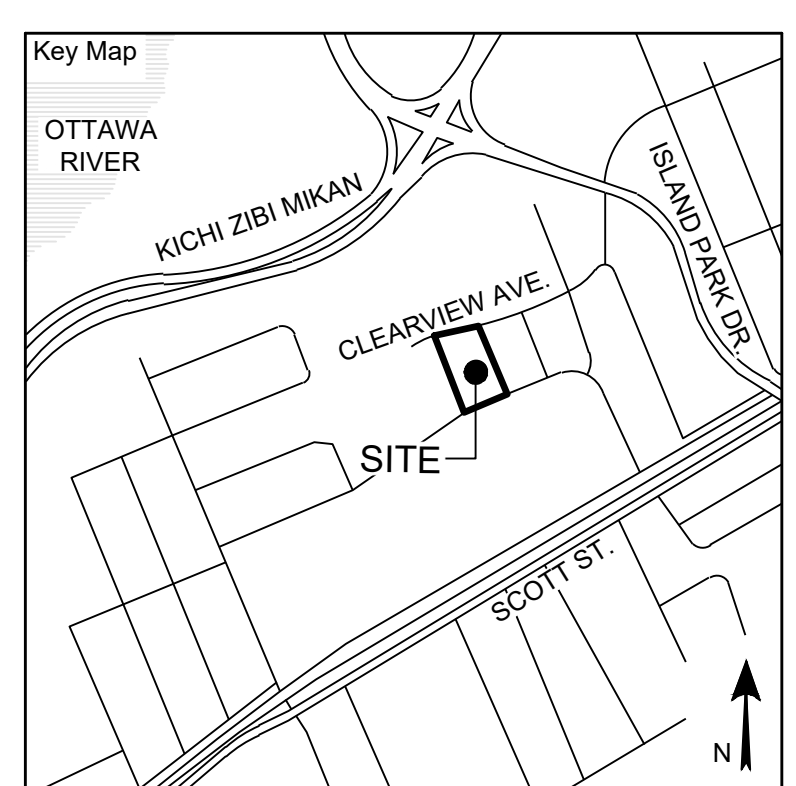 Key Map
OTTAWA
RIVER
KICHI ZIBI MIKAN
ISLAND PARK DR.
CLEARVIEW AVE.
SITE
SCOTT ST.
N